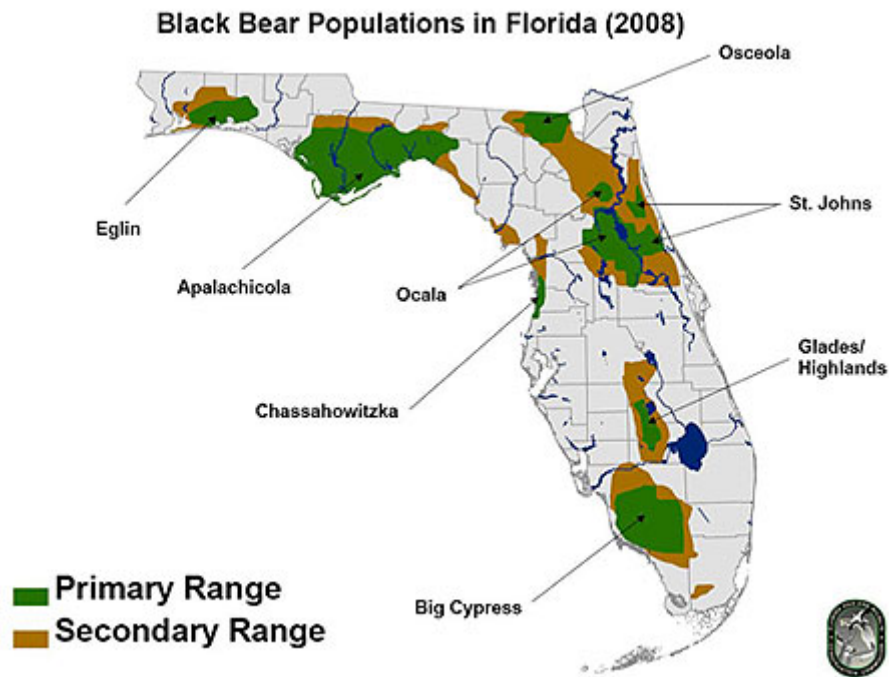 Black Bear Populations in Florida (2008)
Osceola
Eglin
St. Johns
Apalachicola
Ocala
Glades/
Highlands
Chassahowitzka
Big Cypress
Primary Range
Secondary Range